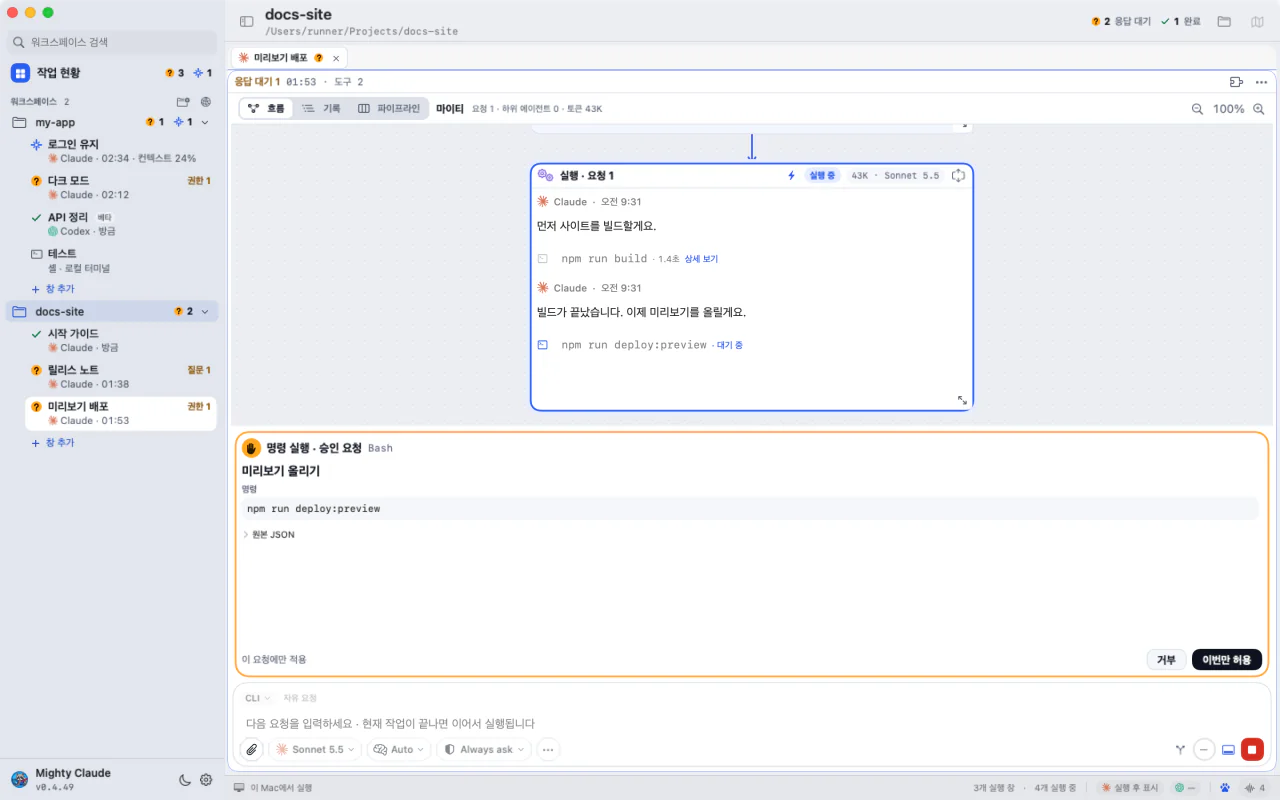 워크스페이스 검색
작업 현황 ? 3 1
워크스페이스 2
my-app ? 1 1
로그인 유지
Claude · 02:34 · 컨텍스트 24%
? 다크 모드 권한 1
Claude · 02:12
API 정리 베타
Codex · 방금
테스트
셸 · 로컬 터미널
+ 창 추가
docs-site ? 2
시작 가이드
Claude · 방금
? 릴리스 노트 질문 1
Claude · 01:38
? 미리보기 배포 권한 1
Claude · 01:53
+ 창 추가
Mighty Claude
v0.4.49
docs-site
/Users/runner/Projects/docs-site
? 2 응답 대기 ✓ 1 완료
미리보기 배포 ? ×
응답 대기 1 01:53 · 도구 2
흐름 기록 파이프라인 마이티 요청 1 · 하위 에이전트 0 · 토큰 43K
100%
실행 · 요청 1 실행 중 43K · Sonnet 5.5
Claude · 오전 9:31
먼저 사이트를 빌드할게요.
npm run build · 1.4초 상세 보기
Claude · 오전 9:31
빌드가 끝났습니다. 이제 미리보기를 올릴게요.
npm run deploy:preview · 대기 중
명령 실행 · 승인 요청 Bash
미리보기 올리기
명령
npm run deploy:preview
원본 JSON
이 요청에만 적용
거부 이번만 허용
CLI 자유 요청
다음 요청을 입력하세요 · 현재 작업이 끝나면 이어서 실행됩니다
Sonnet 5.5 Auto Always ask
이 Mac에서 실행
3개 실행 창 · 4개 실행 중 실행 후 표시 — 4